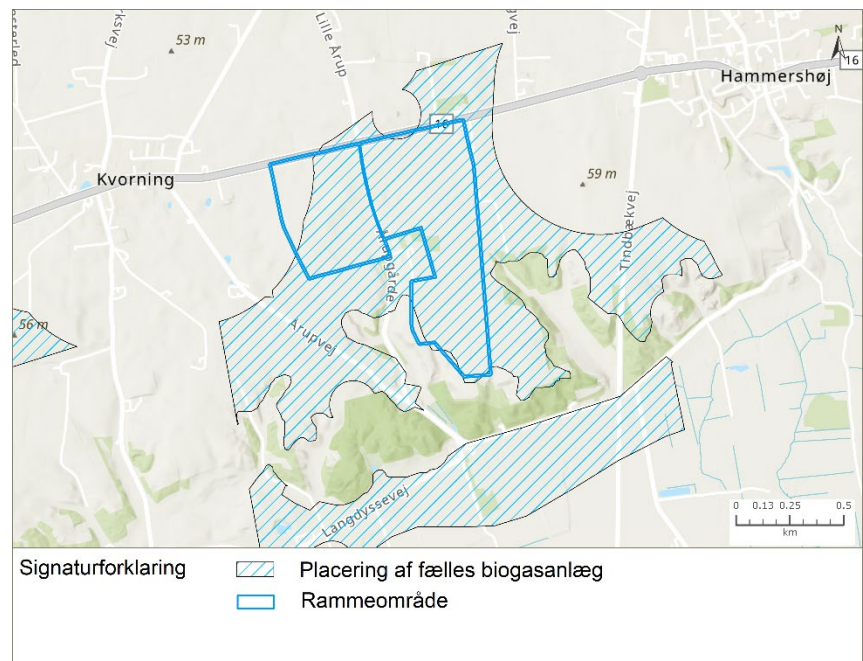 53 m
Lille Årup
16
N
Hammershøj
16
Kvorning
59 m
Tindbækvej
56 m
Årupvej
Langdyssevej
0 0.13 0.25 0.5
km
Signaturforklaring
Placering af fælles biogasanlæg
Rammeområde